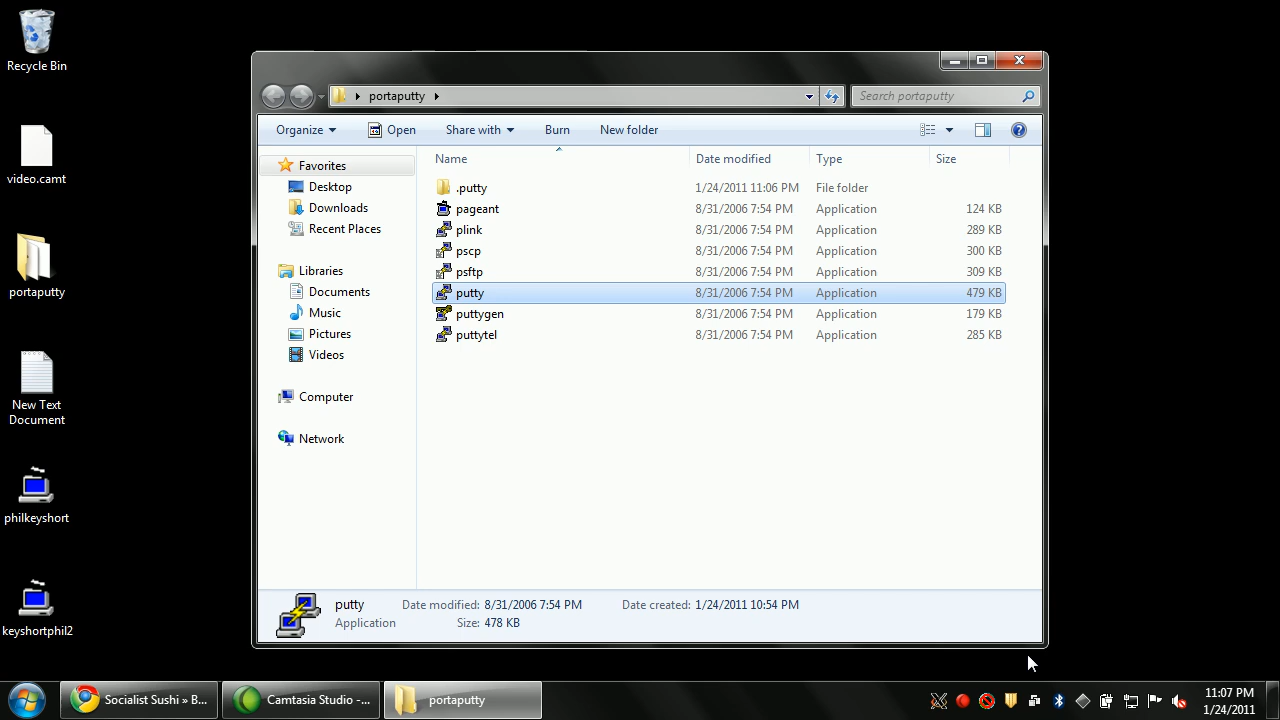 Recycle Bin
video.camt
portaputty
New Text
Document
philkeyshort
keyshortphil2
portaputty
Search portaputty
Organize
Open
Share with
Burn
New folder
Favorites
Desktop
Downloads
Recent Places
Libraries
Documents
Music
Pictures
Videos
Computer
Network
Name Date modified Type Size
.putty 1/24/2011 11:06 PM File folder
pageant 8/31/2006 7:54 PM Application 124 KB
plink 8/31/2006 7:54 PM Application 289 KB
pscp 8/31/2006 7:54 PM Application 300 KB
psftp 8/31/2006 7:54 PM Application 309 KB
putty 8/31/2006 7:54 PM Application 479 KB
puttygen 8/31/2006 7:54 PM Application 179 KB
puttytel 8/31/2006 7:54 PM Application 285 KB
putty Date modified: 8/31/2006 7:54 PM Date created: 1/24/2011 10:54 PM
Application Size: 478 KB
Socialist Sushi » B...
Camtasia Studio -...
portaputty
11:07 PM
1/24/2011